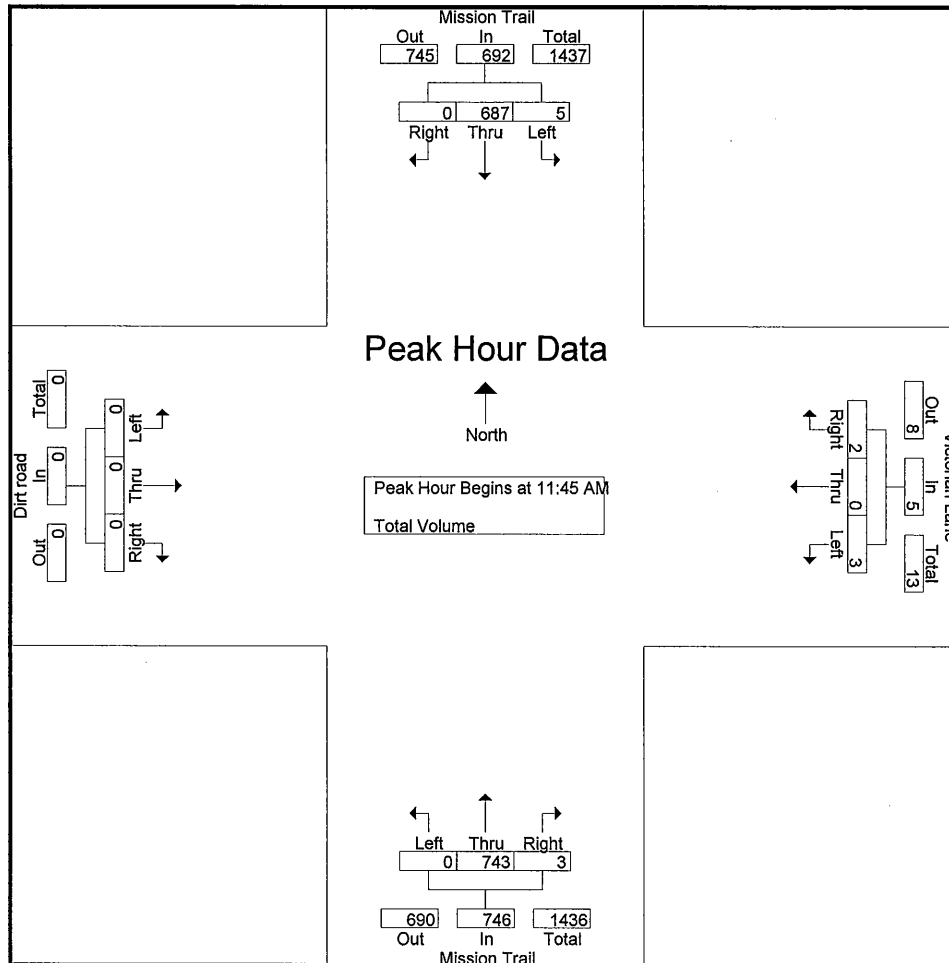 Mission Trail
Out In Total
745 692 1437
0 687 5
Right Thru Left
Peak Hour Data
North
Peak Hour Begins at 11:45 AM
Total Volume
Dirt road
Out In Total
0 0 0
Right Thru Left
0 0 0
Out In Total
8 5 13
Right Thru Left
2 0 3
Left Thru Right
0 743 3
690 746 1436
Out In Total
Mission Trail